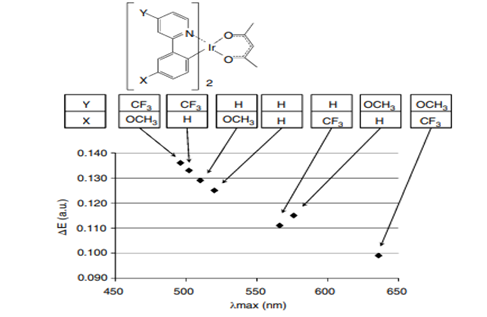 Y
N
Ir
O
O
X
2
Y CF₃ CF₃ H H H OCH₃ OCH₃
X OCH₃ H OCH₃ H CF₃ H CF₃
0.140
0.130
0.120
0.110
0.100
0.090
ΔE (a.u.)
450 500 550 600 650
λmax (nm)